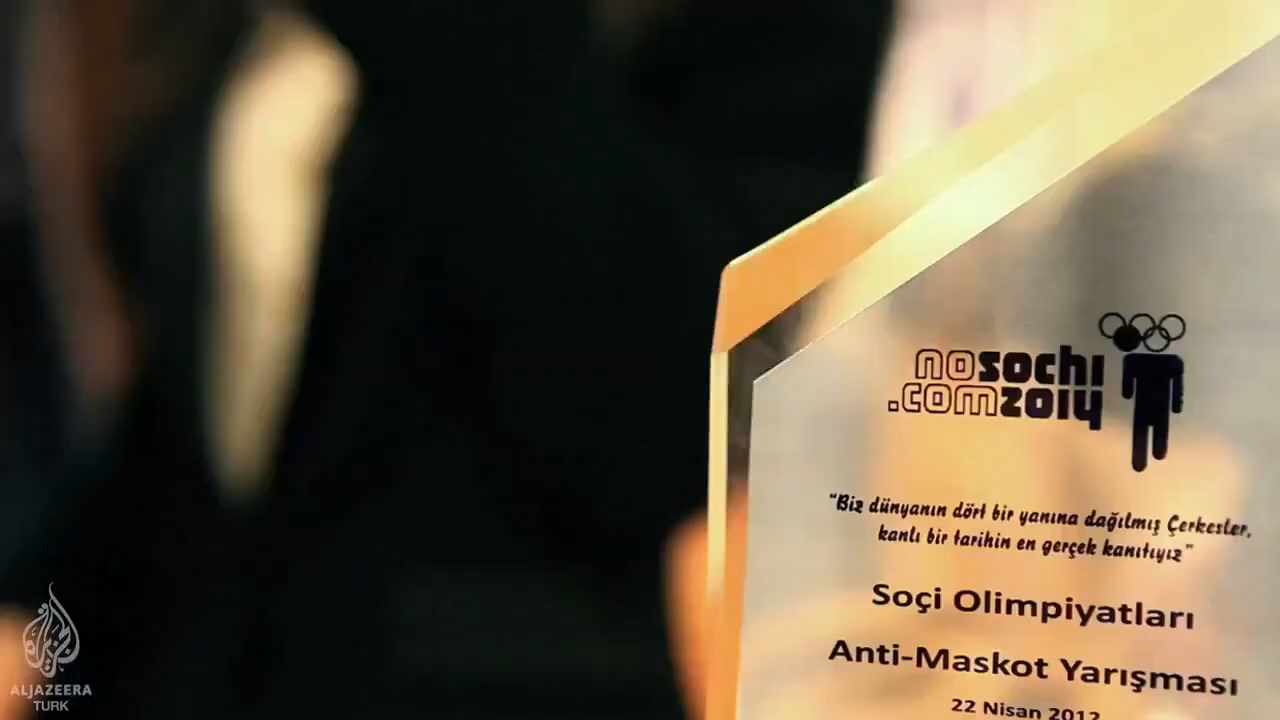 nosochi
.com2014
“Biz dünyanın dört bir yanına dağılmış Çerkesler,
kanlı bir tarihin en gerçek kanıtıyız”
Soçi Olimpiyatları
Anti-Maskot Yarışması
22 Nisan 2012
ALJAZEERA
TURK